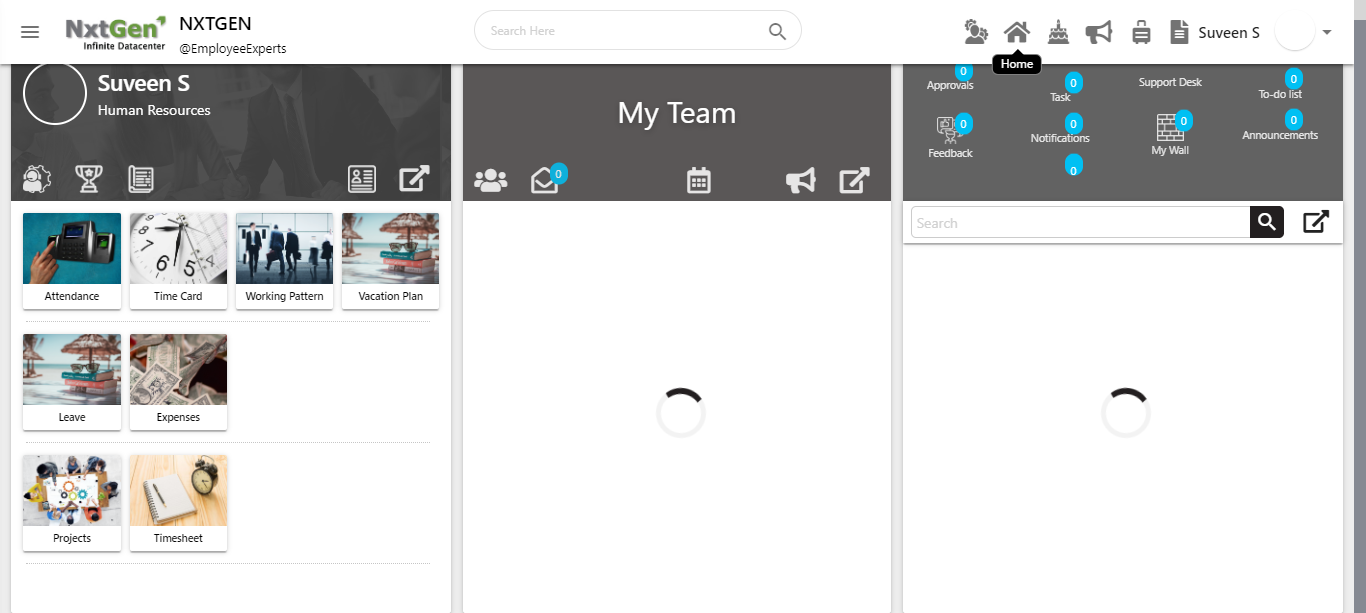 NxtGen
Infinite Datacenter
NXTGEN
@EmployeeExperts
Search Here
Suveen S
Home
Suveen S
Human Resources
Attendance
Time Card
Working Pattern
Vacation Plan
Leave
Expenses
Projects
Timesheet
My Team
0
0
Approvals
0
Task
Support Desk
0
To-do list
0
Feedback
0
Notifications
0
My Wall
0
Announcements
0
Search